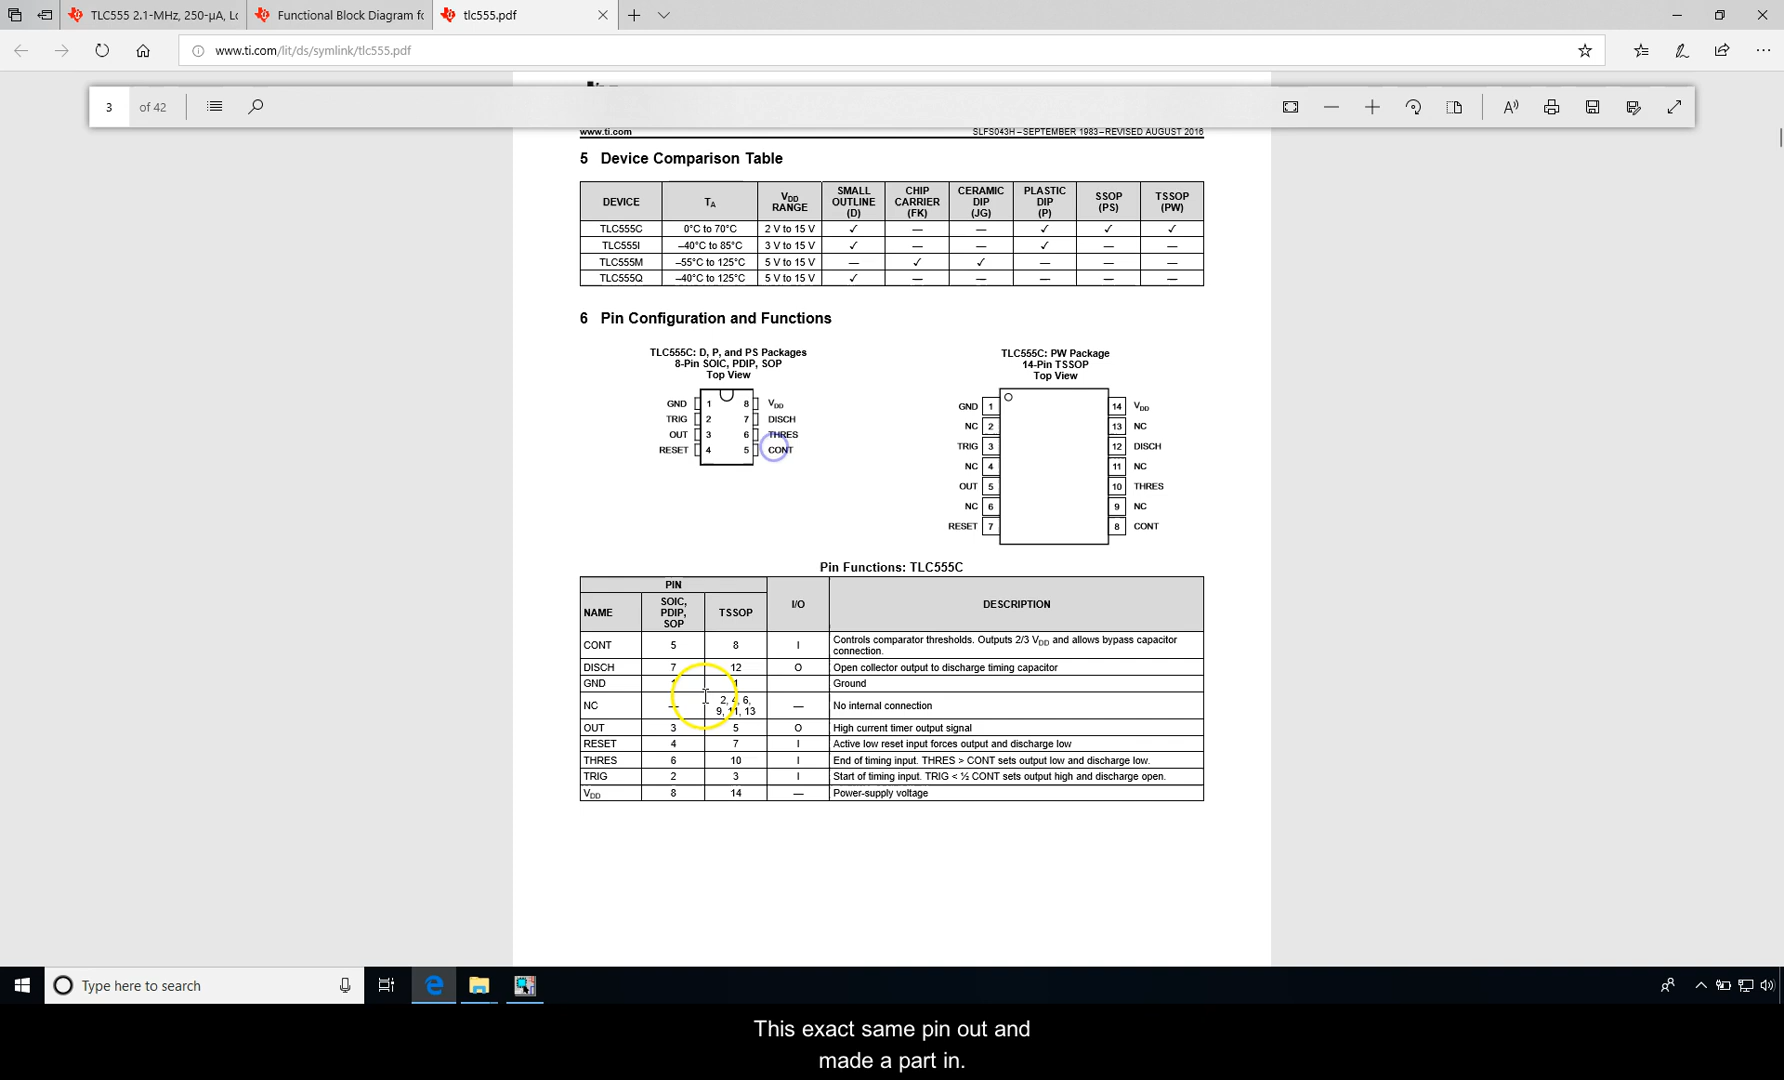 TLC555 2.1-MHz, 250-µA, Lo
Functional Block Diagram fo
tlc555.pdf
www.ti.com/lit/ds/symlink/tlc555.pdf
3 of 42
www.ti.com SLFS043H–SEPTEMBER 1983–REVISED AUGUST 2016
5 Device Comparison Table
DEVICE TA VDD RANGE SMALL OUTLINE (D) CHIP CARRIER (FK) CERAMIC DIP (JG) PLASTIC DIP (P) SSOP (PS) TSSOP (PW)
TLC555C 0°C to 70°C 2 V to 15 V ✓ — — ✓ ✓ ✓
TLC555I –40°C to 85°C 3 V to 15 V ✓ — — ✓ — —
TLC555M –55°C to 125°C 5 V to 15 V — ✓ ✓ — — —
TLC555Q –40°C to 125°C 5 V to 15 V ✓ — — — — —
6 Pin Configuration and Functions
TLC555C: D, P, and PS Packages
8-Pin SOIC, PDIP, SOP
Top View
GND 1 8 VDD
TRIG 2 7 DISCH
OUT 3 6 THRES
RESET 4 5 CONT
TLC555C: PW Package
14-Pin TSSOP
Top View
GND 1 14 VDD
NC 2 13 NC
TRIG 3 12 DISCH
NC 4 11 NC
OUT 5 10 THRES
NC 6 9 NC
RESET 7 8 CONT
Pin Functions: TLC555C
PIN
NAME SOIC, PDIP, SOP TSSOP I/O DESCRIPTION
CONT 5 8 I Controls comparator thresholds. Outputs 2/3 VDD and allows bypass capacitor
connection.
DISCH 7 12 O Open collector output to discharge timing capacitor
GND 1 1 Ground
NC — 2, 4, 6,
9, 11, 13 — No internal connection
OUT 3 5 O High current timer output signal
RESET 4 7 I Active low reset input forces output and discharge low
THRES 6 10 I End of timing input. THRES > CONT sets output low and discharge low.
TRIG 2 3 I Start of timing input. TRIG < ½ CONT sets output high and discharge open.
VDD 8 14 — Power-supply voltage
Type here to search
This exact same pin out and
made a part in.